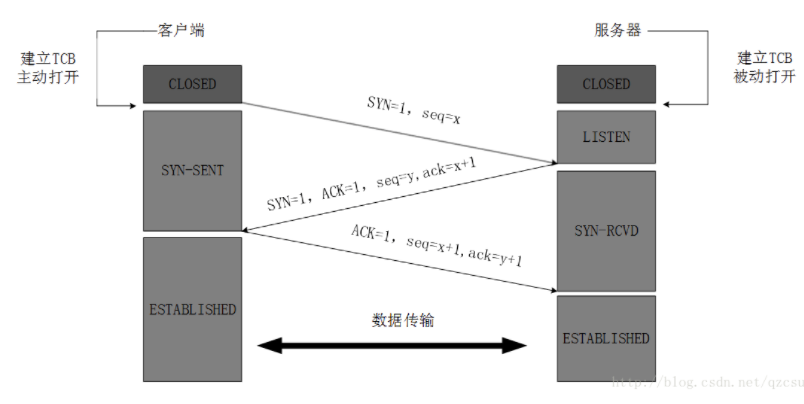 客户端
服务器
建立TCB
主动打开
建立TCB
被动打开
CLOSED
CLOSED
SYN=1, seq=x
LISTEN
SYN-SENT
SYN=1, ACK=1, seq=y,ack=x+1
SYN-RCVD
ACK=1, seq=x+1,ack=y+1
ESTABLISHED
数据传输
ESTABLISHED
http://blog.csdn.net/qzcsu